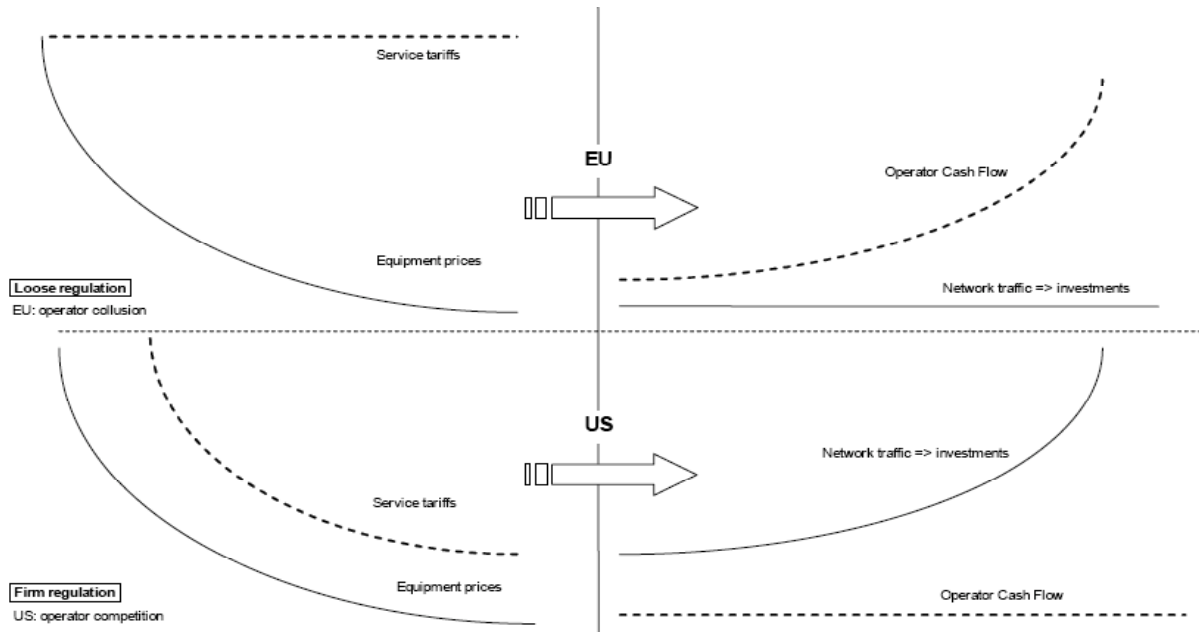 Service tariffs
EU
Operator Cash Flow
Equipment prices
Loose regulation
EU: operator collusion
Network traffic => investments
US
Network traffic => investments
Service tariffs
Equipment prices
Firm regulation
US: operator competition
Operator Cash Flow